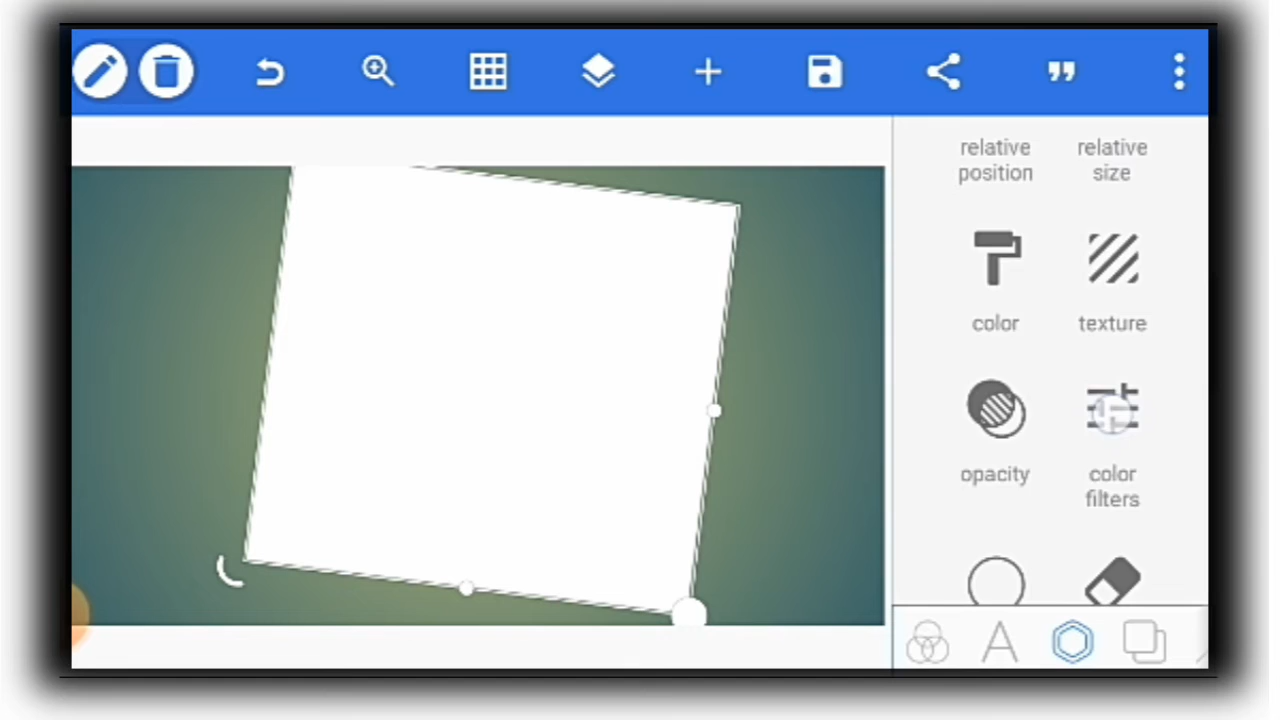 relative
position
relative
size
color
texture
opacity
color
filters